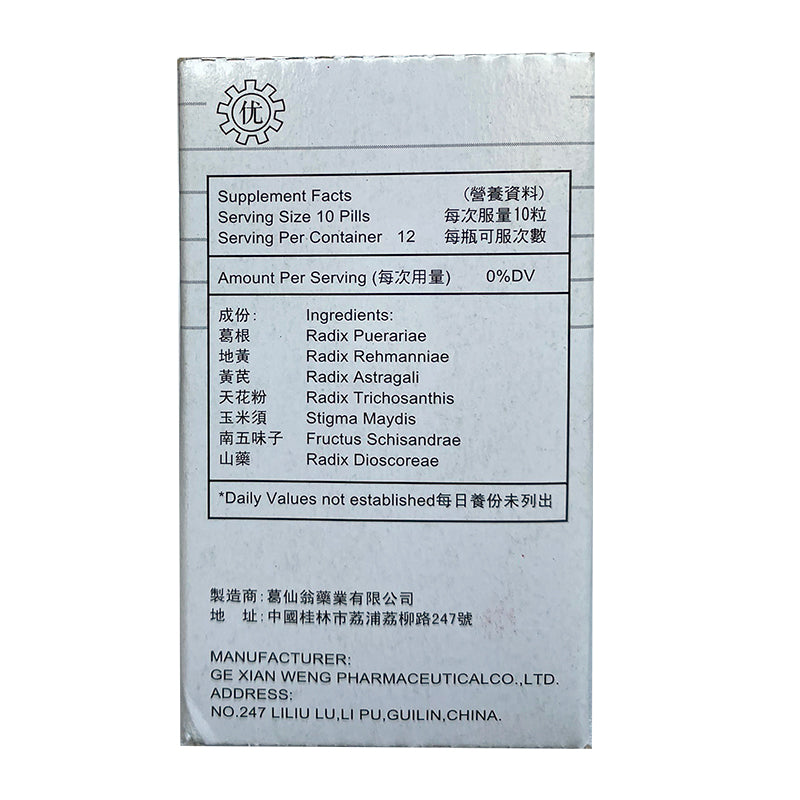 优
Supplement Facts (營養資料)
Serving Size 10 Pills 每次服量10粒
Serving Per Container 12 每瓶可服次數
Amount Per Serving (每次用量) 0%DV
成份: Ingredients:
葛根 Radix Puerariae
地黃 Radix Rehmanniae
黃芪 Radix Astragali
天花粉 Radix Trichosanthis
玉米須 Stigma Maydis
南五味子 Fructus Schisandrae
山藥 Radix Dioscoreae
*Daily Values not established每日養份未列出
製造商:葛仙翁藥業有限公司
地 址:中國桂林市荔浦荔柳路247號
MANUFACTURER:
GE XIAN WENG PHARMACEUTICALCO.,LTD.
ADDRESS:
NO.247 LILIU LU,LI PU,GUILIN,CHINA.